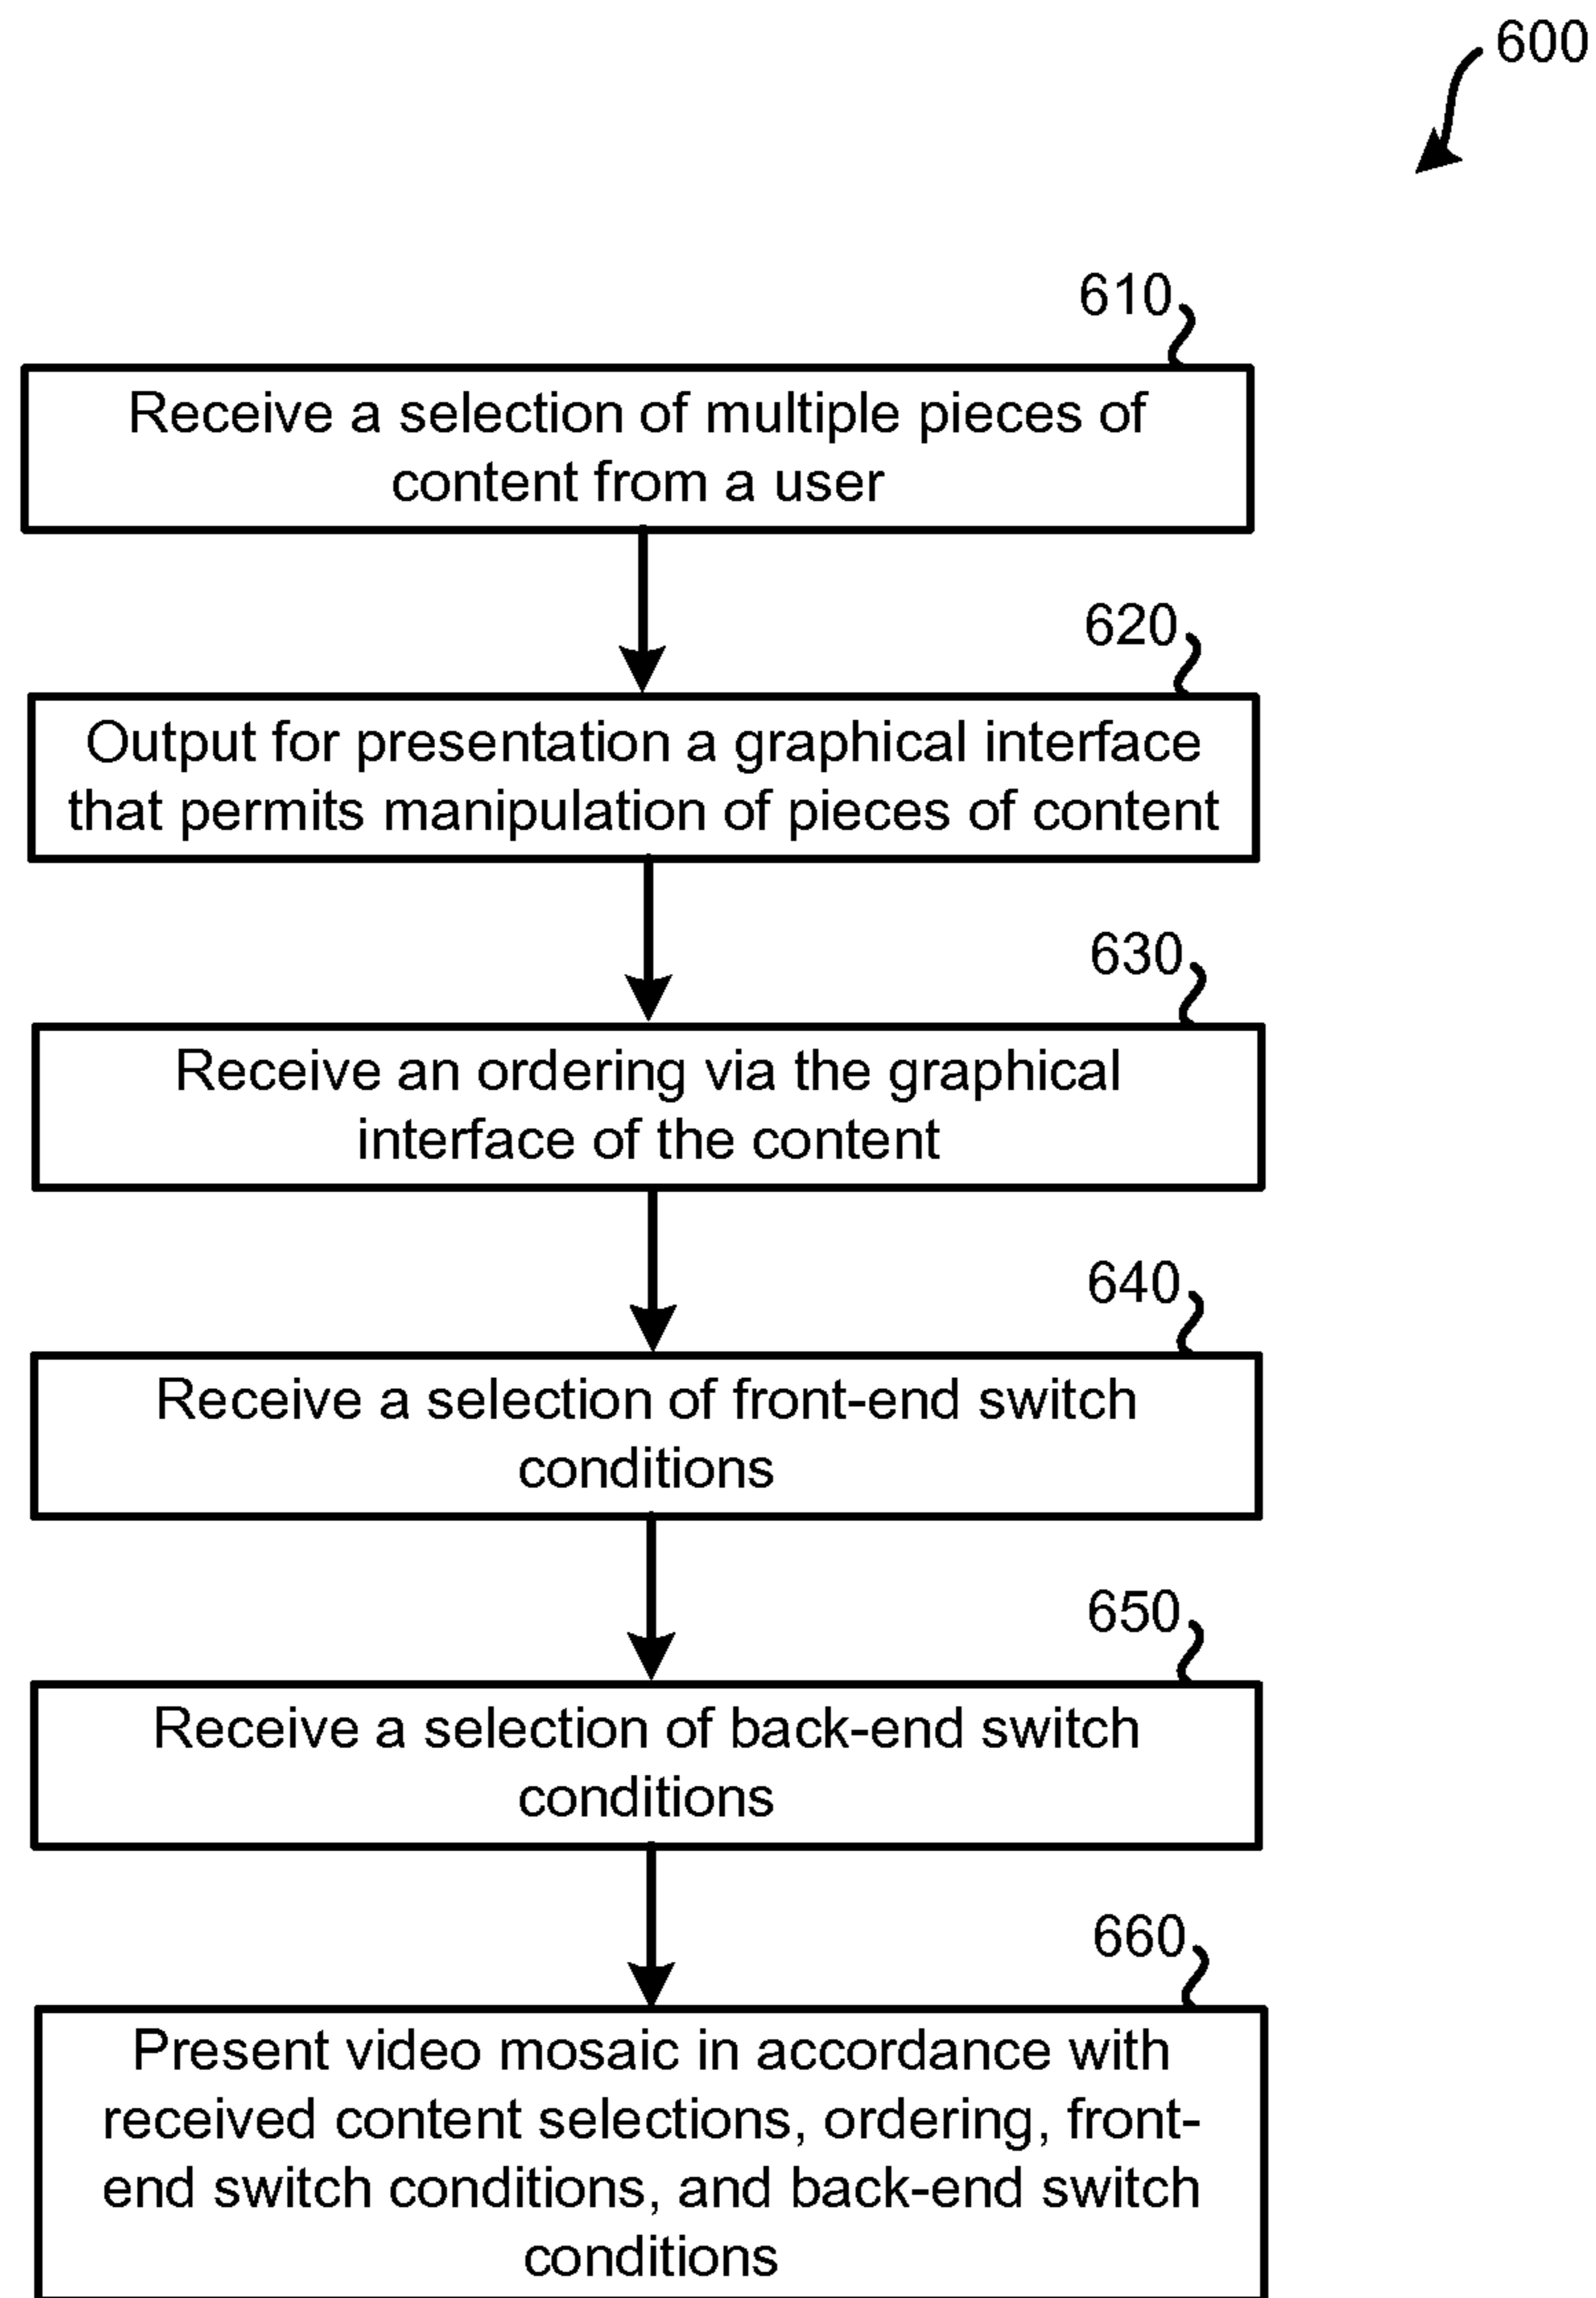 600
610
Receive a selection of multiple pieces of
content from a user
620
Output for presentation a graphical interface
that permits manipulation of pieces of content
630
Receive an ordering via the graphical
interface of the content
640
Receive a selection of front-end switch
conditions
650
Receive a selection of back-end switch
conditions
660
Present video mosaic in accordance with
received content selections, ordering, front-
end switch conditions, and back-end switch
conditions